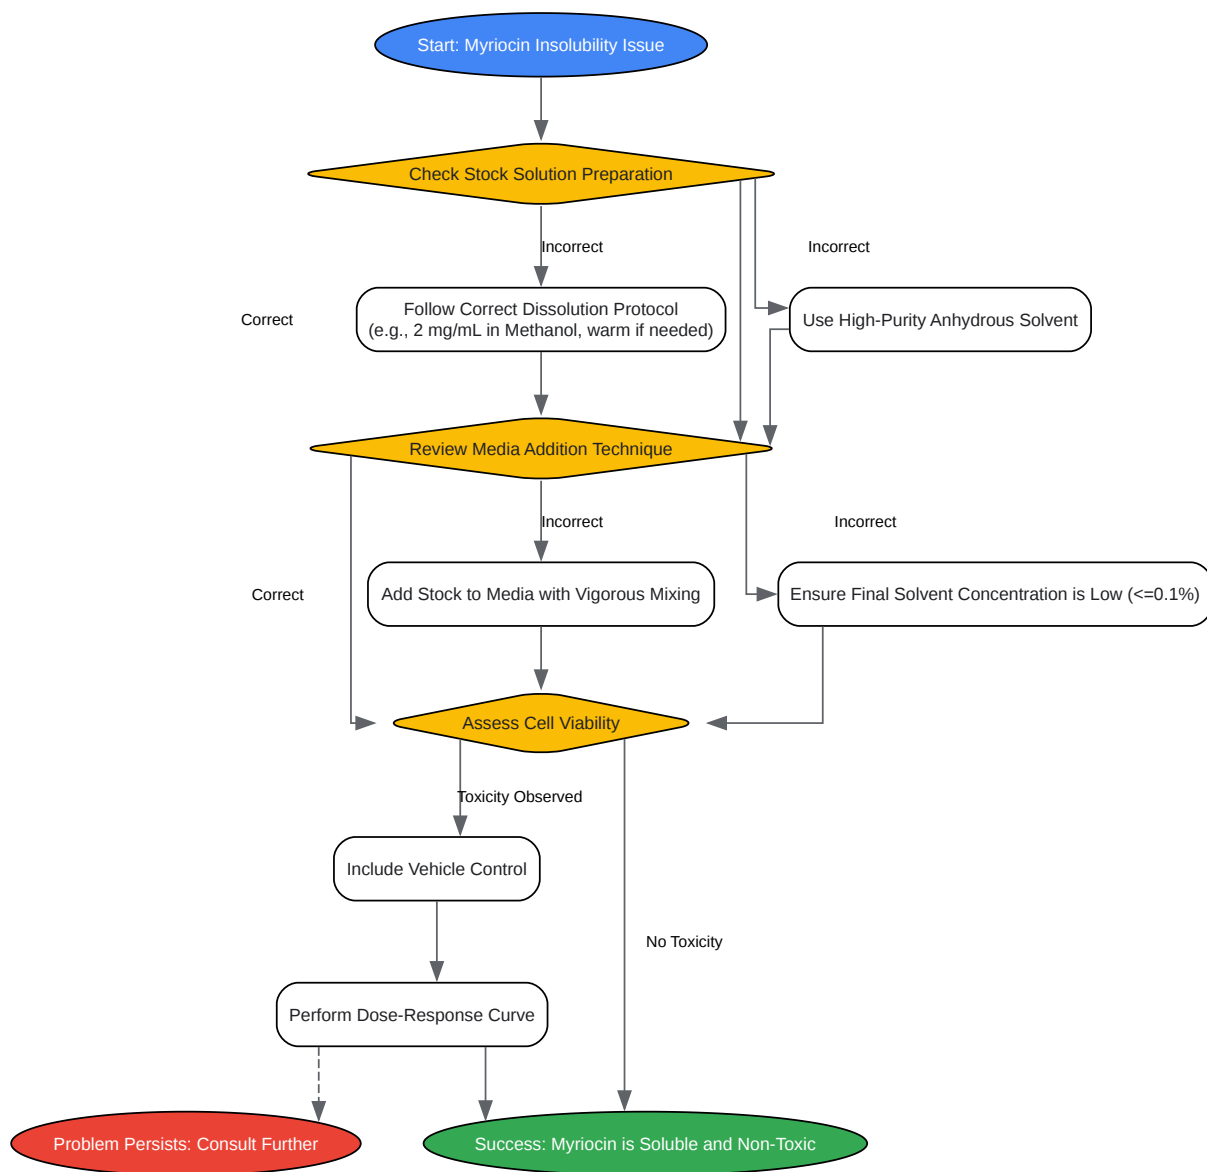 Start: Myriocin Insolubility Issue
Check Stock Solution Preparation
Incorrect
Incorrect
Correct
Follow Correct Dissolution Protocol
(e.g., 2 mg/mL in Methanol, warm if needed)
Use High-Purity Anhydrous Solvent
Review Media Addition Technique
Incorrect
Incorrect
Correct
Add Stock to Media with Vigorous Mixing
Ensure Final Solvent Concentration is Low (<=0.1%)
Assess Cell Viability
Toxicity Observed
Include Vehicle Control
No Toxicity
Perform Dose-Response Curve
Problem Persists: Consult Further
Success: Myriocin is Soluble and Non-Toxic